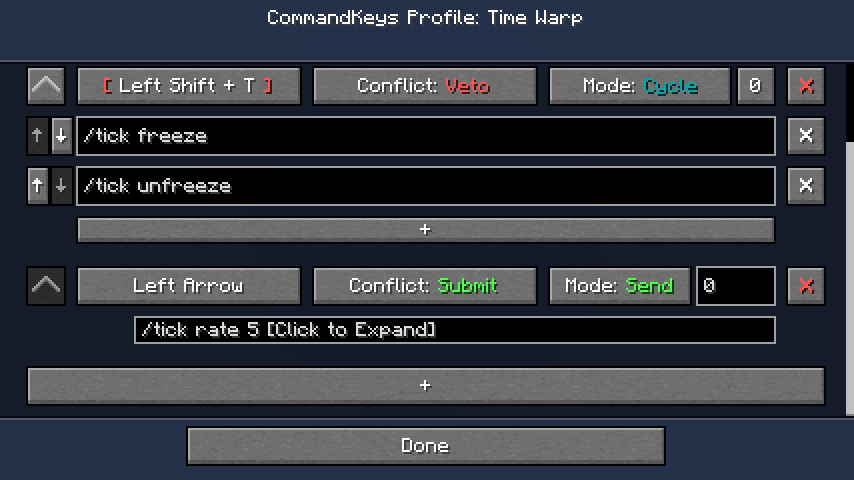 CommandKeys Profile: Time Warp
[ Left Shift + T ] Conflict: Veto Mode: Cycle 0 ×
↑ ↓ /tick freeze ×
↑ ↓ /tick unfreeze ×
+
Left Arrow Conflict: Submit Mode: Send 0 ×
/tick rate 5 [Click to Expand]
+
Done